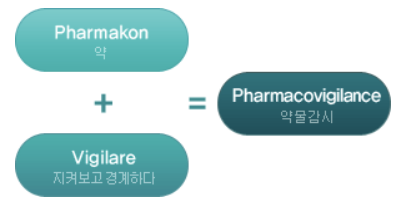 Pharmakon
약
+
=
Vigilare
지켜보고 경계하다
Pharmacovigilance
약물감시